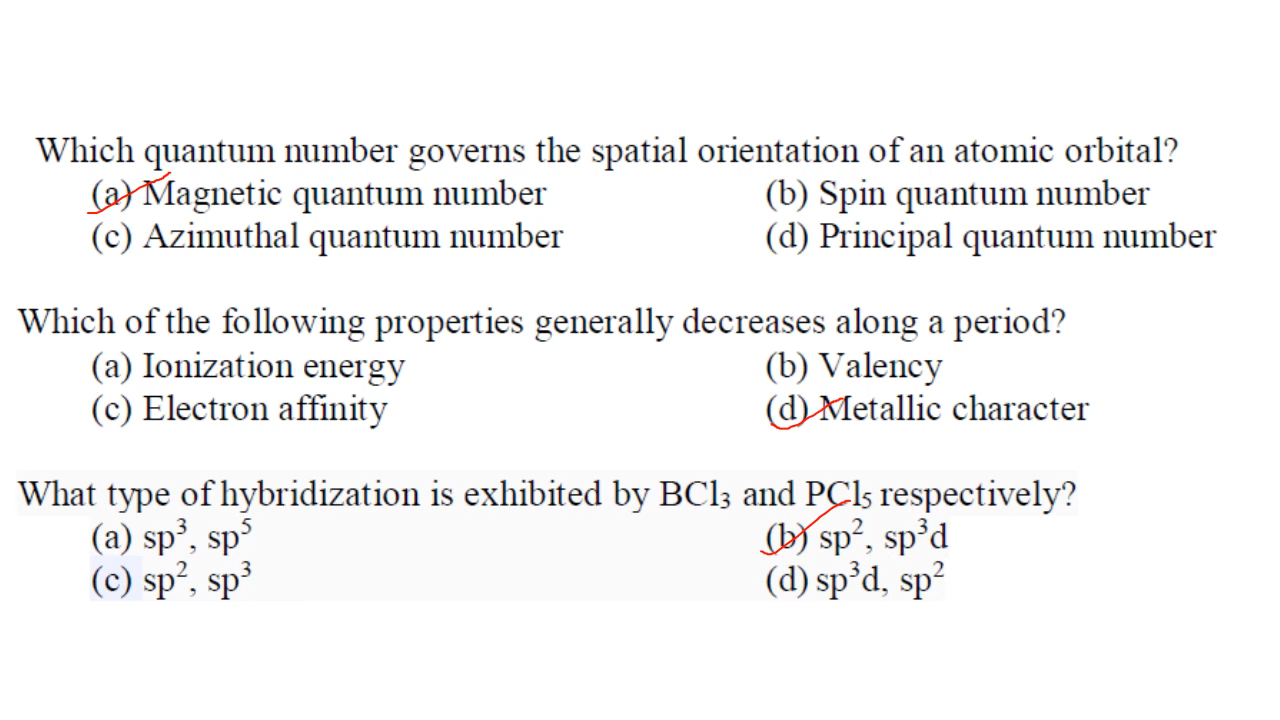 Which quantum number governs the spatial orientation of an atomic orbital?
(a) Magnetic quantum number (b) Spin quantum number
(c) Azimuthal quantum number (d) Principal quantum number
Which of the following properties generally decreases along a period?
(a) Ionization energy (b) Valency
(c) Electron affinity (d) Metallic character
What type of hybridization is exhibited by BCl₃ and PCl₅ respectively?
(a) sp³, sp⁵ (b) sp², sp³d
(c) sp², sp³ (d) sp³d, sp²